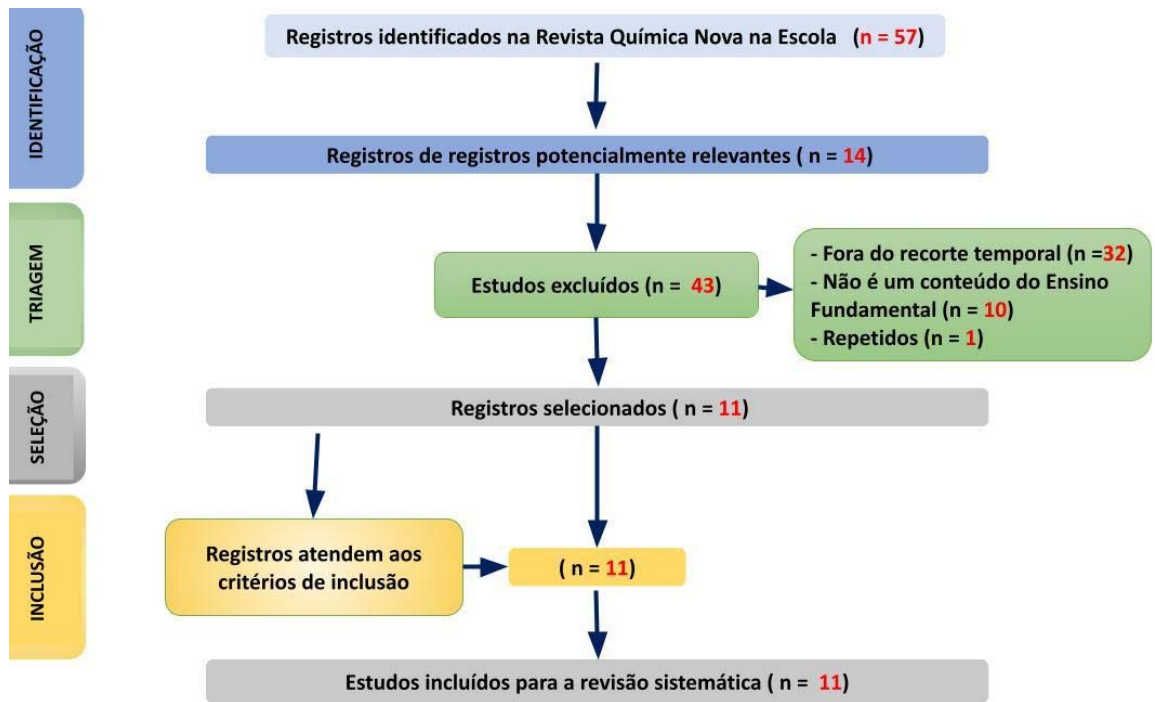 IDENTIFICAÇÃO
Registros identificados na Revista Química Nova na Escola (n = 57)
Registros de registros potencialmente relevantes ( n = 14)
TRIAGEM
Estudos excluídos (n = 43)
- Fora do recorte temporal (n =32)
- Não é um conteúdo do Ensino
Fundamental (n = 10)
- Repetidos (n = 1)
SELEÇÃO
Registros selecionados ( n = 11)
INCLUSÃO
Registros atendem aos
critérios de inclusão
( n = 11)
Estudos incluídos para a revisão sistemática ( n = 11)